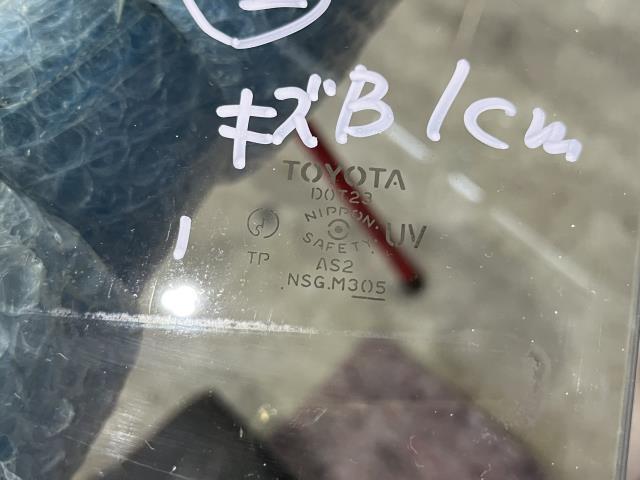 キズB 1cm
TOYOTA
DOT23
NIPPON.
SAFETY.
UV
TP
AS2
NSG.M305